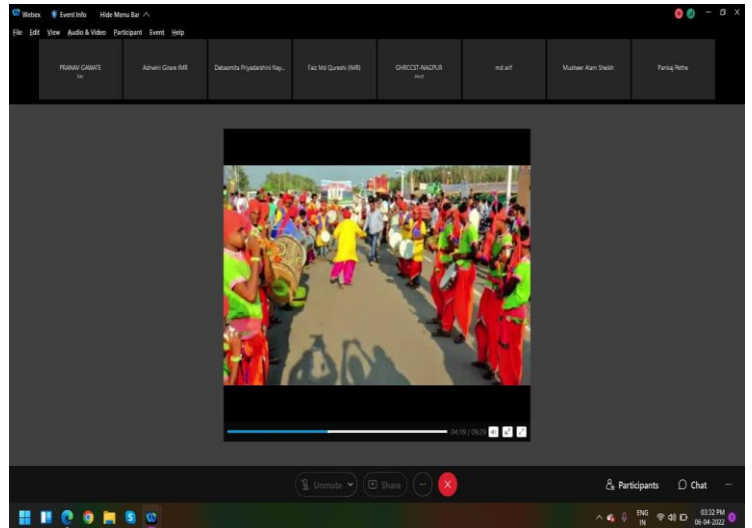 Webex Event Info Hide Menu Bar
File Edit View Audio & Video Participant Event Help
PRANAV GAWATE Ashwini Girare IMR Debasmita Priyadarshini Nay... Faiz Md Qureshi (IMR) GHRCCST-NAGPUR md arif Musheer Alam Sheikh Pankaj Pethe
Host
04:19 / 09:29
Unmute Share Participants Chat
ENG 03:32 PM
IN 06-04-2022